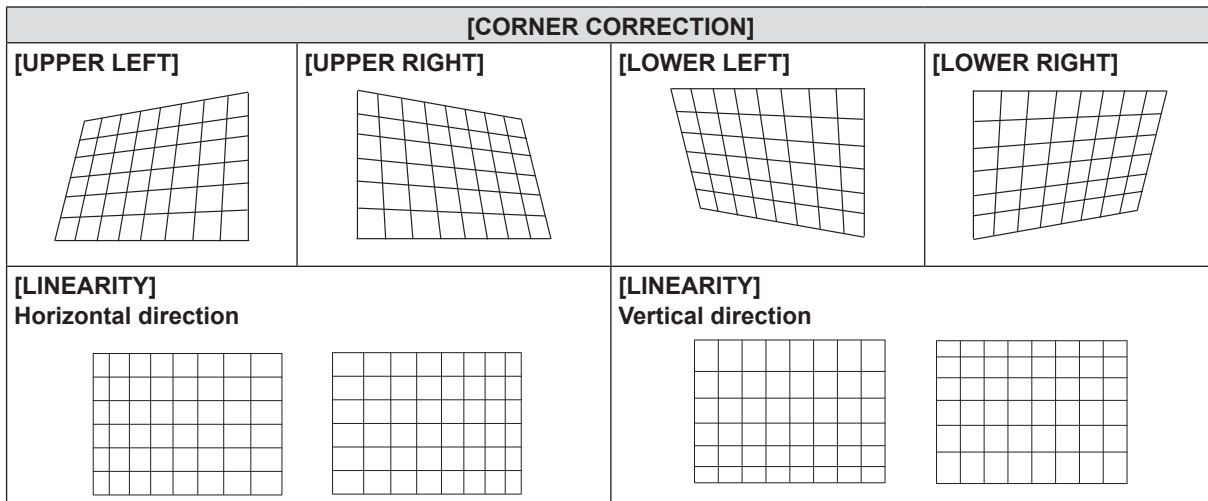 [CORNER CORRECTION]
[UPPER LEFT]
[UPPER RIGHT]
[LOWER LEFT]
[LOWER RIGHT]
[LINEARITY]
Horizontal direction
[LINEARITY]
Vertical direction